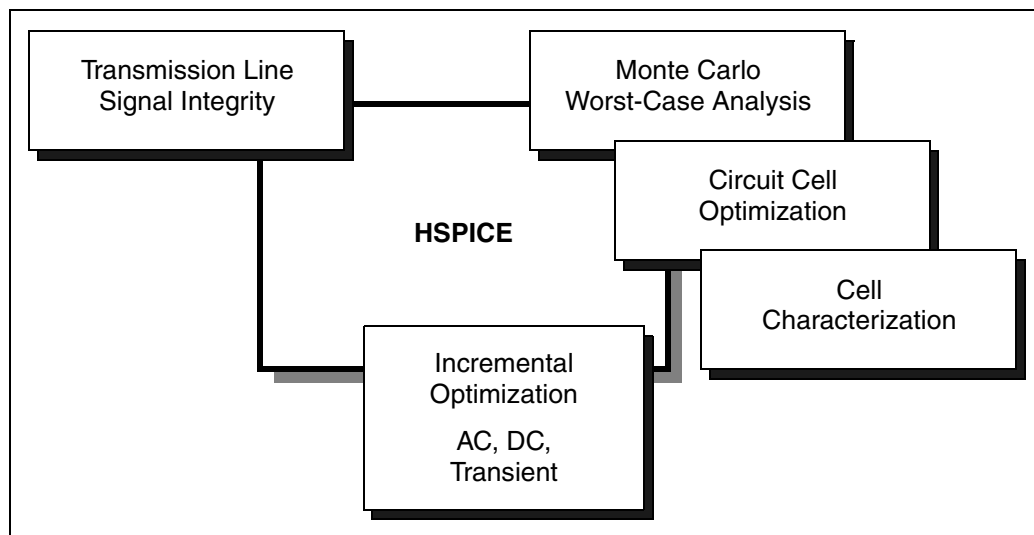 Transmission Line
Signal Integrity
Monte Carlo
Worst-Case Analysis
Circuit Cell
Optimization
HSPICE
Cell
Characterization
Incremental
Optimization
AC, DC,
Transient